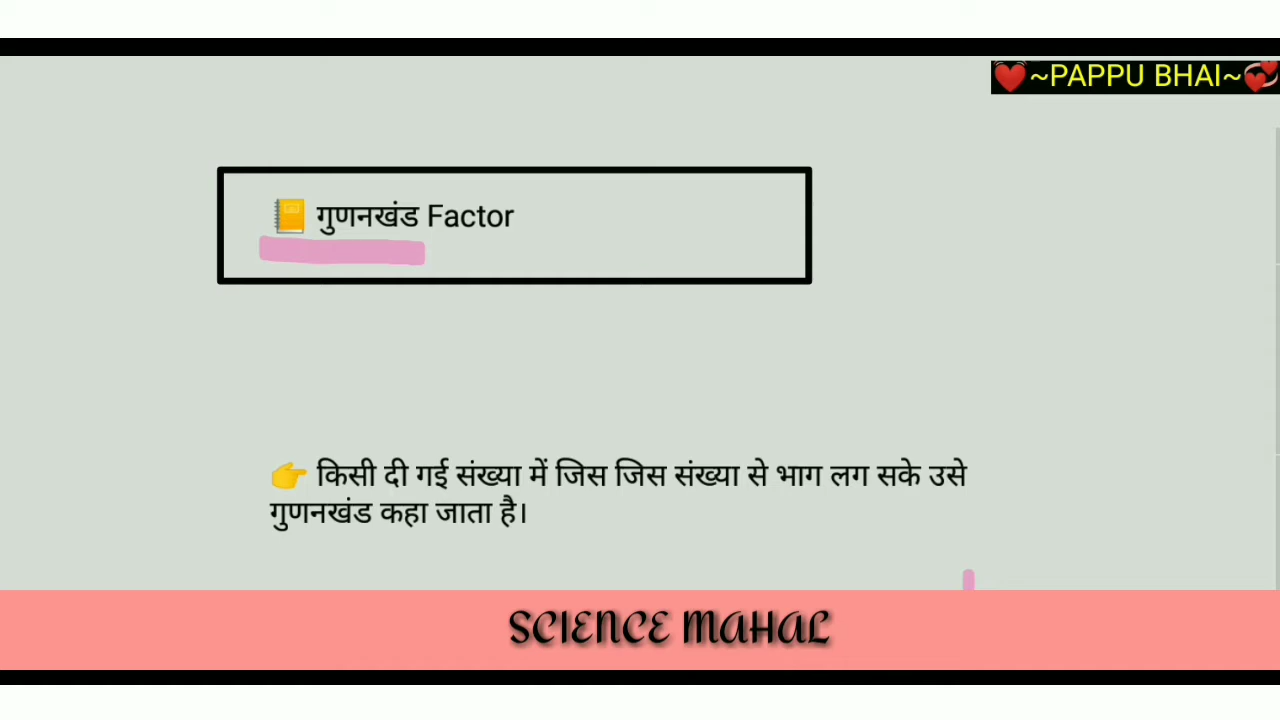 ❤️~PAPPU BHAI~💞
📒 गुणनखंड Factor
👉 किसी दी गई संख्या में जिस जिस संख्या से भाग लग सके उसे
गुणनखंड कहा जाता है।
SCIENCE MAHAL